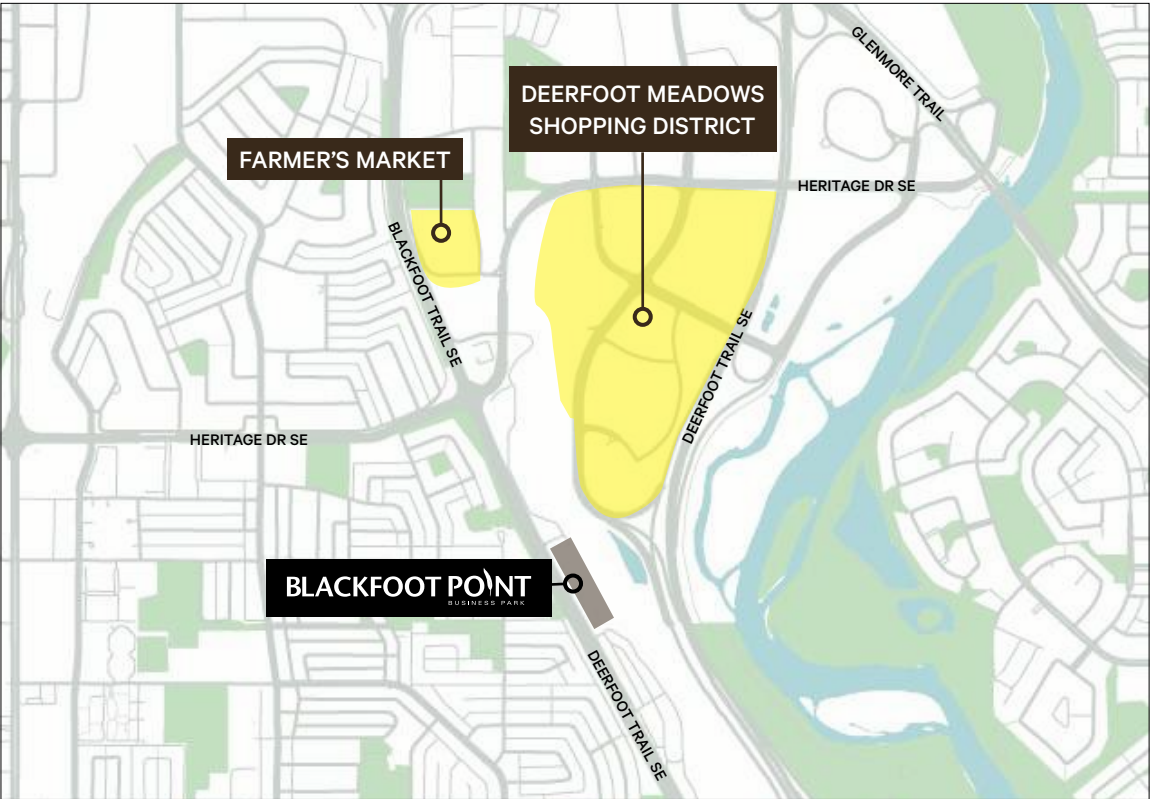 GLENMORE TRAIL
DEERFOOT MEADOWS
SHOPPING DISTRICT
FARMER'S MARKET
HERITAGE DR SE
BLACKFOOT TRAIL SE
DEERFOOT TRAIL SE
HERITAGE DR SE
BLACKFOOT POINT
BUSINESS PARK
DEERFOOT TRAIL SE